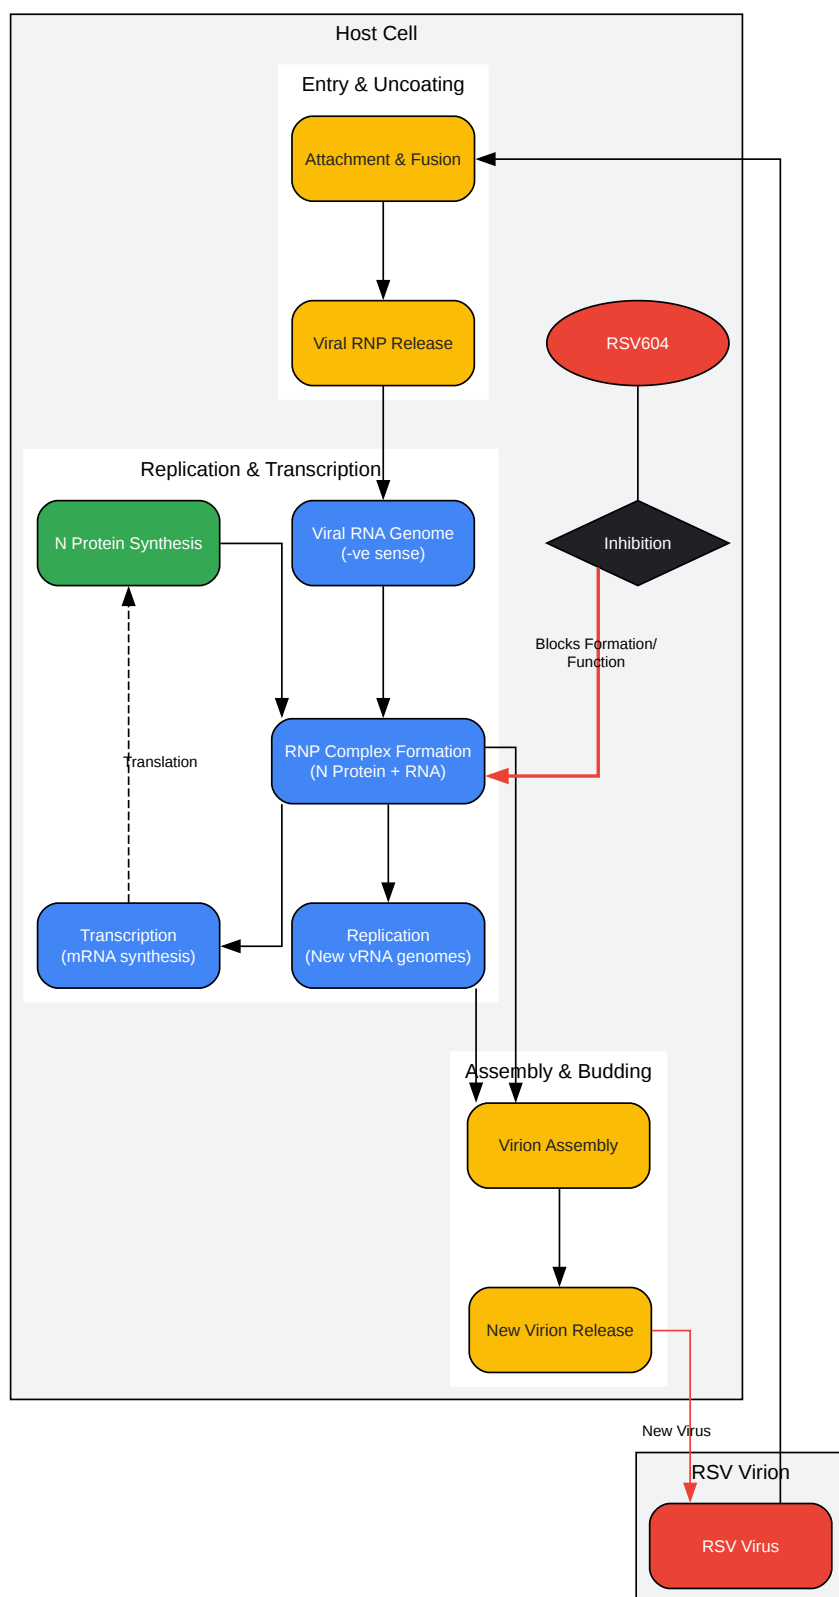 Host Cell
Entry & Uncoating
Attachment & Fusion
Viral RNP Release
RSV604
Replication & Transcription
N Protein Synthesis
Viral RNA Genome
(-ve sense)
Inhibition
Blocks Formation/
Function
RNP Complex Formation
(N Protein + RNA)
Translation
Transcription
(mRNA synthesis)
Replication
(New vRNA genomes)
Assembly & Budding
Virion Assembly
New Virion Release
New Virus
RSV Virion
RSV Virus